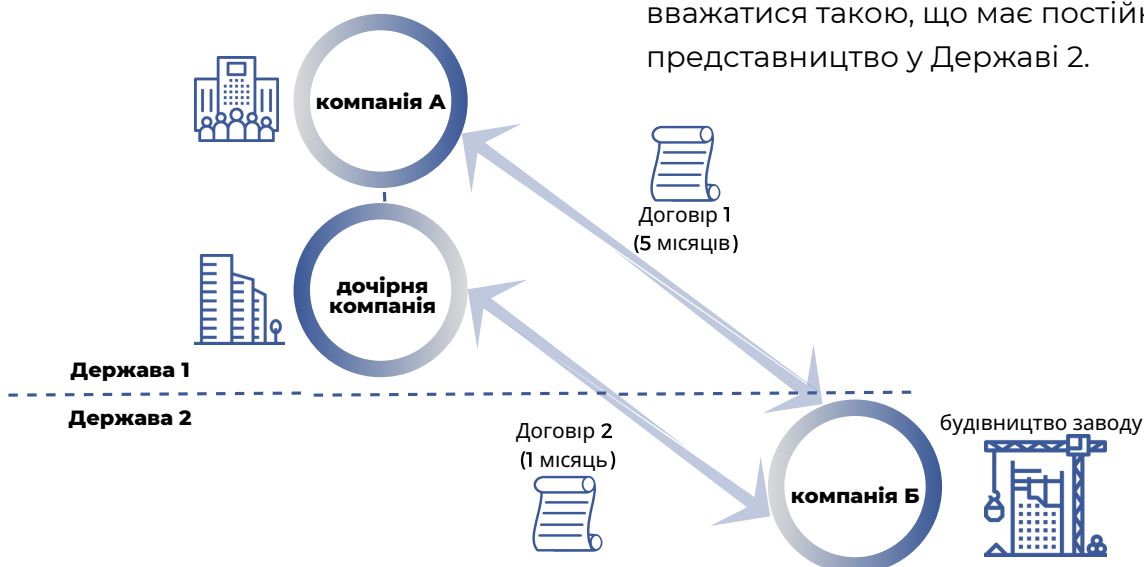 вважатися такою, що має
представництво у Державі 2.
компанія А
Договір 1
(5 місяців)
дочірня
компанія
Держава 1
Держава 2
Договір 2
(1 місяць)
будівництво заводу
компанія Б